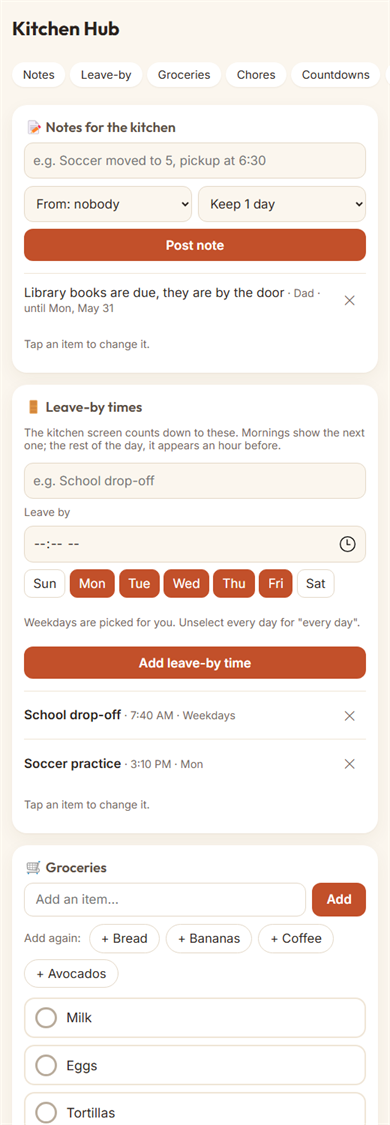 Kitchen Hub
Notes
Leave-by
Groceries
Chores
Countdowns
Notes for the kitchen
e.g. Soccer moved to 5, pickup at 6:30
From: nobody
Keep 1 day
Post note
Library books are due, they are by the door · Dad ·
until Mon, May 31
Tap an item to change it.
Leave-by times
The kitchen screen counts down to these. Mornings show the next
one; the rest of the day, it appears an hour before.
e.g. School drop-off
Leave by
--:-- --
Sun
Mon
Tue
Wed
Thu
Fri
Sat
Weekdays are picked for you. Unselect every day for "every day".
Add leave-by time
School drop-off · 7:40 AM · Weekdays
Soccer practice · 3:10 PM · Mon
Tap an item to change it.
Groceries
Add an item...
Add
Add again:
+ Bread
+ Bananas
+ Coffee
+ Avocados
Milk
Eggs
Tortillas